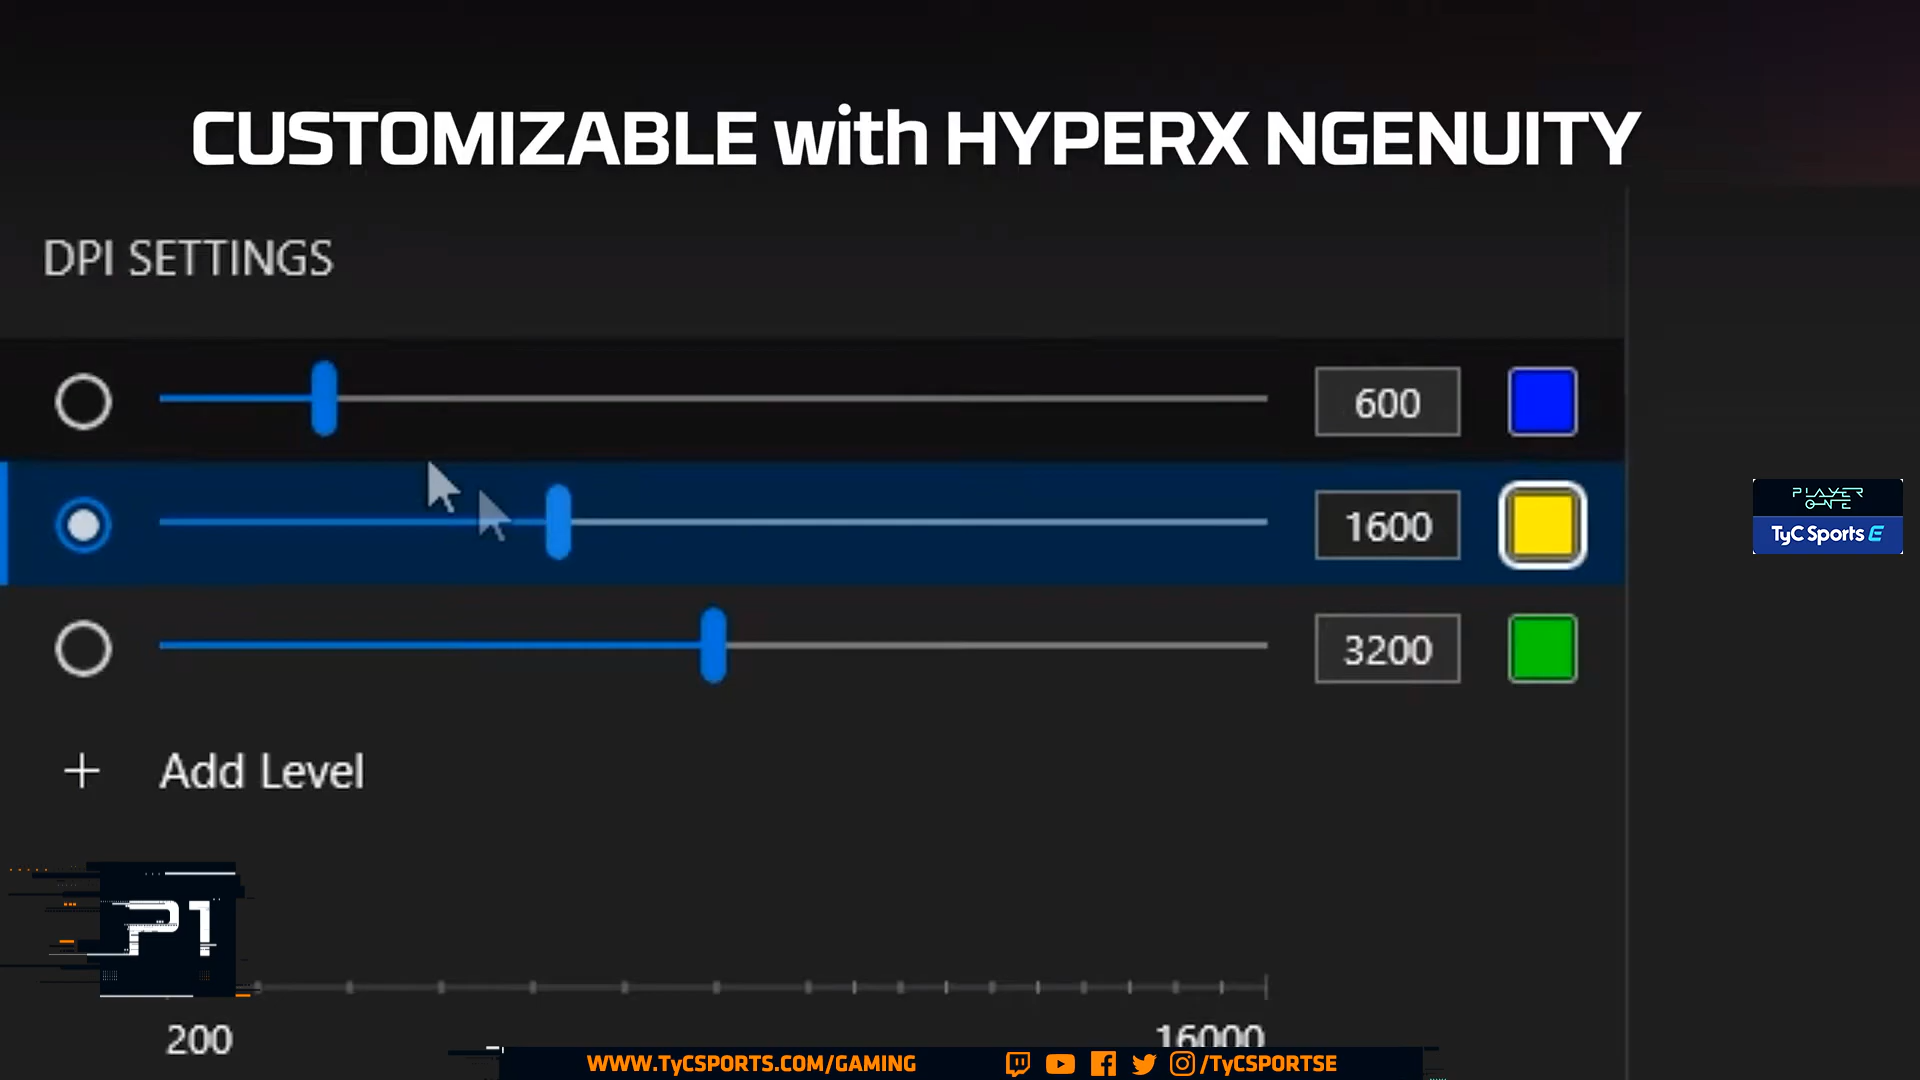 CUSTOMIZABLE with HYPERX NGENUITY
DPI SETTINGS
600
1600
3200
+ Add Level
PLAYER
ONE
TyC Sports E
P1
200
16000
WWW.TyCSPORTS.COM/GAMING
/TyCSPORTSE